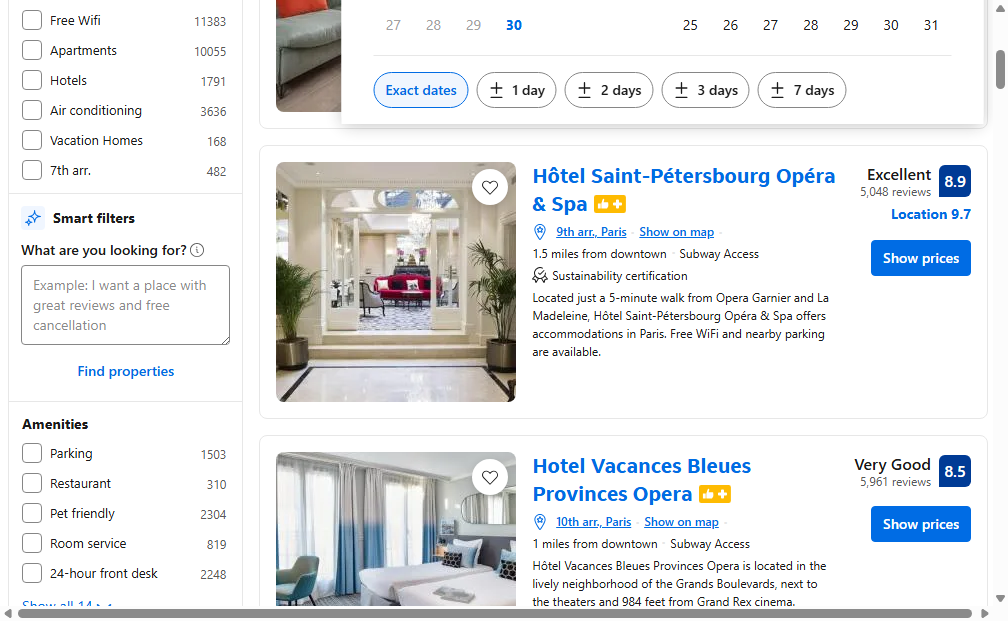 Free Wifi 11383
Apartments 10055
Hotels 1791
Air conditioning 3636
Vacation Homes 168
7th arr. 482
Smart filters
What are you looking for?
Example: I want a place with
great reviews and free
cancellation
Find properties
Amenities
Parking 1503
Restaurant 310
Pet friendly 2304
Room service 819
24-hour front desk 2248
Show all 14
27 28 29 30
25 26 27 28 29 30 31
Exact dates
± 1 day
± 2 days
± 3 days
± 7 days
Hôtel Saint-Pétersbourg Opéra
& Spa
9th arr., Paris · Show on map ·
1.5 miles from downtown · Subway Access
Sustainability certification
Located just a 5-minute walk from Opera Garnier and La
Madeleine, Hôtel Saint-Pétersbourg Opéra & Spa offers
accommodations in Paris. Free WiFi and nearby parking
are available.
Excellent
5,048 reviews
8.9
Location 9.7
Show prices
Hotel Vacances Bleues
Provinces Opera
10th arr., Paris · Show on map ·
1 miles from downtown · Subway Access
Hôtel Vacances Bleues Provinces Opera is located in the
lively neighborhood of the Grands Boulevards, next to
the theaters and 984 feet from Grand Rex cinema.
Very Good
5,961 reviews
8.5
Show prices